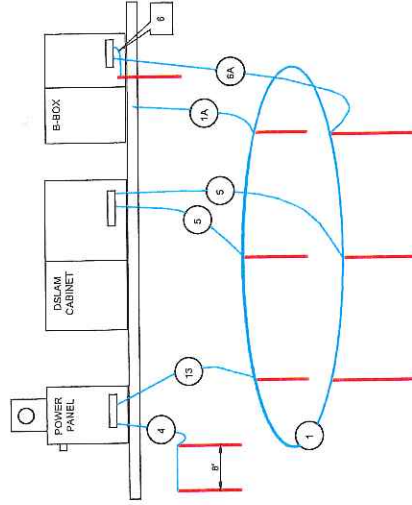 POWER
PANEL
DSLAM
CABINET
B-BOX
6
4
13
5
5
1A
6A
8'
1